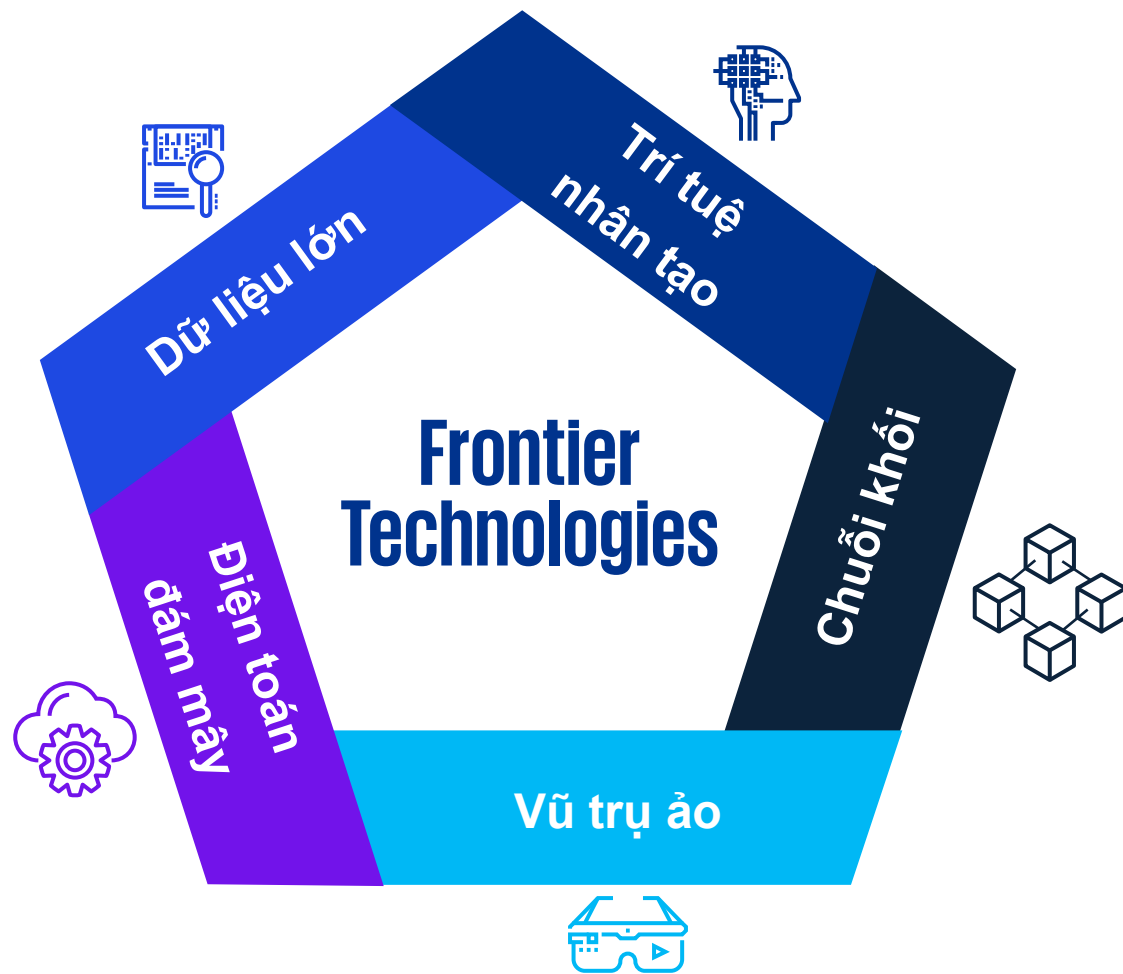 Trí tuệ
nhân tạo
Dữ liệu lớn
Chuỗi khối
Frontier
Technologies
Điện toán
đám mây
Vũ trụ ảo